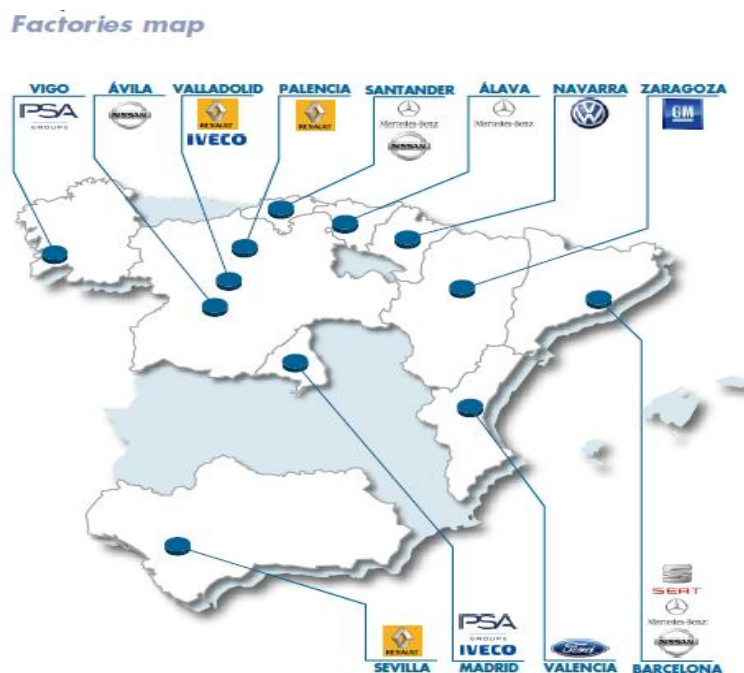 Factories map
VIGO ÁVILA VALLADOLID PALENCIA SANTANDER ÁLAVA NAVARRA ZARAGOZA
PSA
GROUPE
NISSAN
RENAULT
IVECO
RENAULT
Mercedes-Benz
NISSAN
Mercedes-Benz
VW
GM
SEAT
Mercedes-Benz
NISSAN
RENAULT
PSA
GROUPE
IVECO
Ford
SEVILLA MADRID VALENCIA BARCELONA